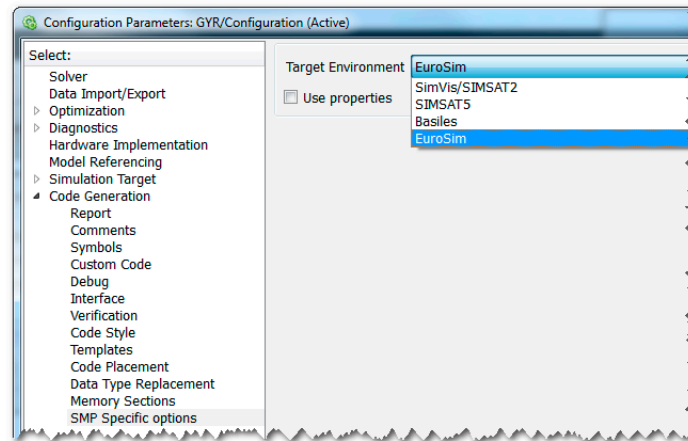 Configuration Parameters: GYR/Configuration (Active)
Select:
Solver
Data Import/Export
Optimization
Diagnostics
Hardware Implementation
Model Referencing
Simulation Target
Code Generation
Report
Comments
Symbols
Custom Code
Debug
Interface
Verification
Code Style
Templates
Code Placement
Data Type Replacement
Memory Sections
SMP Specific options
Target Environment EuroSim
Use properties
SimVis/SIMSAT2
SIMSAT5
Basiles
EuroSim